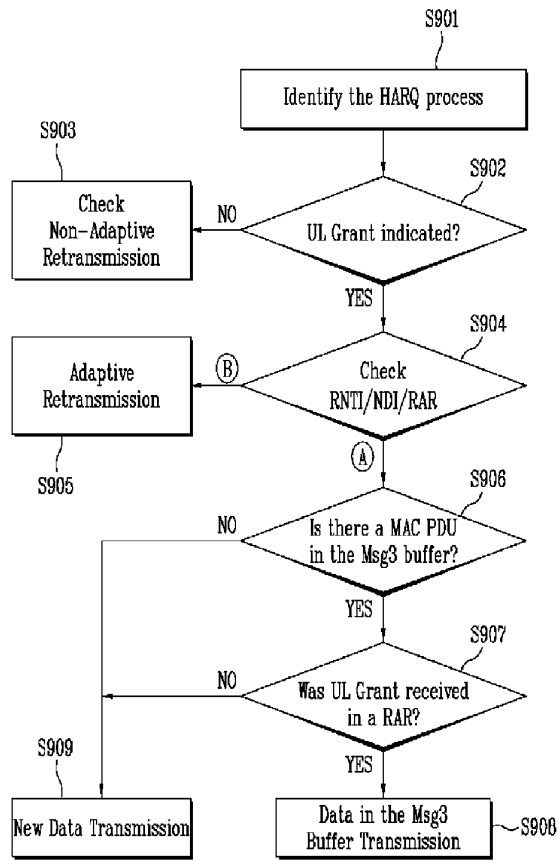 S901
Identify the HARQ process
S903
S902
Check
Non-Adaptive
Retransmission
NO
UL Grant indicated?
YES
S904
Adaptive
Retransmission
B
Check
RNTI/NDI/RAR
S905
A
S906
NO
Is there a MAC PDU
in the Msg3 buffer?
YES
S907
NO
Was UL Grant received
in a RAR?
S909
YES
New Data Transmission
Data in the Msg3
Buffer Transmission
S908